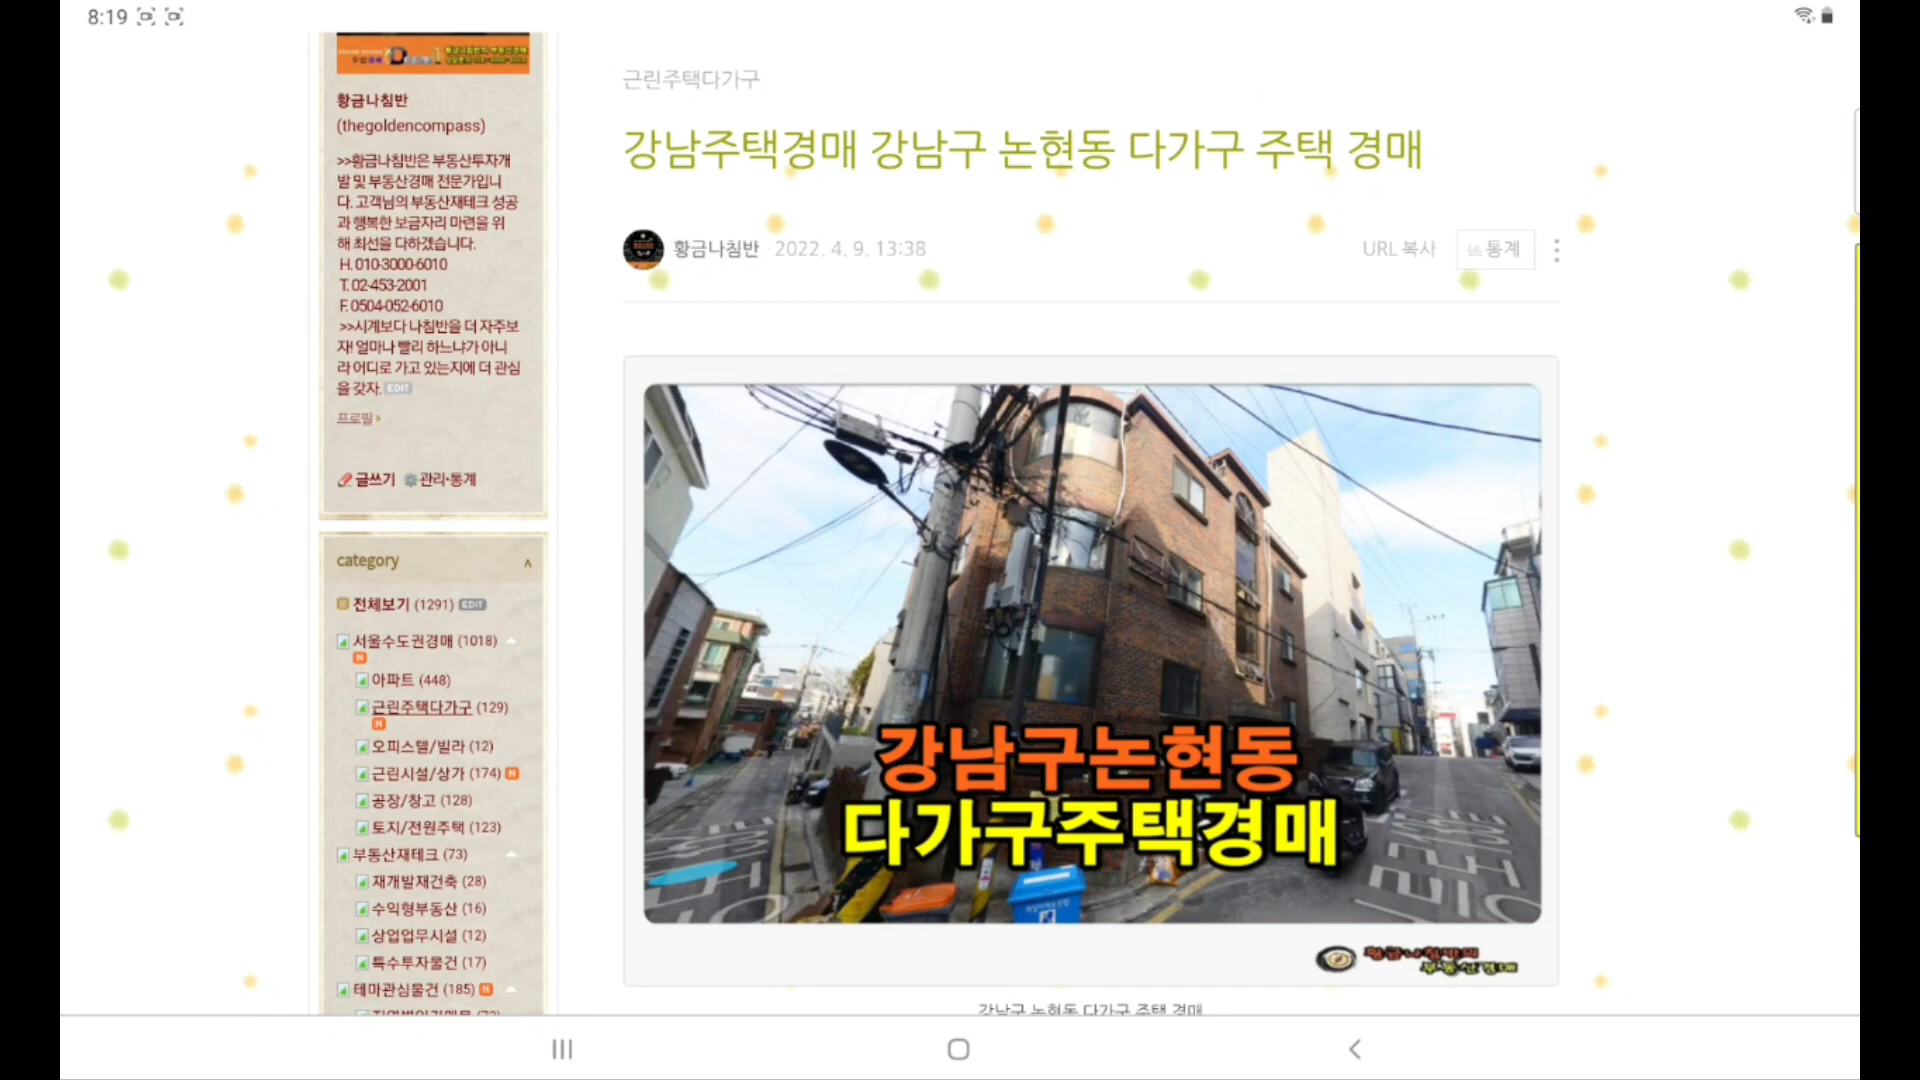 8:19
황금나침반
(thegoldencompass)
>>황금나침반은 부동산투자개
발 및 부동산경매 전문가입니
다. 고객님의 부동산재테크 성공
과 행복한 보금자리 마련을 위
해 최선을 다하겠습니다.
H. 010-3000-6010
T. 02-453-2001
F. 0504-052-6010
>>시계보다 나침반을 더 자주보
자! 얼마나 빨리 하느냐가 아니
라 어디로 가고 있는지에 더 관심
을 갖자. EDIT
프로필
글쓰기 관리•통계
category
전체보기 (1291) EDIT
서울수도권경매 (1018)
N
아파트 (448)
근린주택다가구 (129)
N
오피스텔/빌라 (12)
근린시설/상가 (174) N
공장/창고 (128)
토지/전원주택 (123)
부동산재테크 (73)
재개발재건축 (28)
수익형부동산 (16)
상업업무시설 (12)
특수투자물건 (17)
테마관심물건 (185) N
근린주택다가구
강남주택경매 강남구 논현동 다가구 주택 경매
황금나침반 · 2022. 4. 9. 13:38
URL 복사 통계
강남구논현동
다가구주택경매
황금나침반의
부동산경매
강남구 논현동 다가구 주택 경매